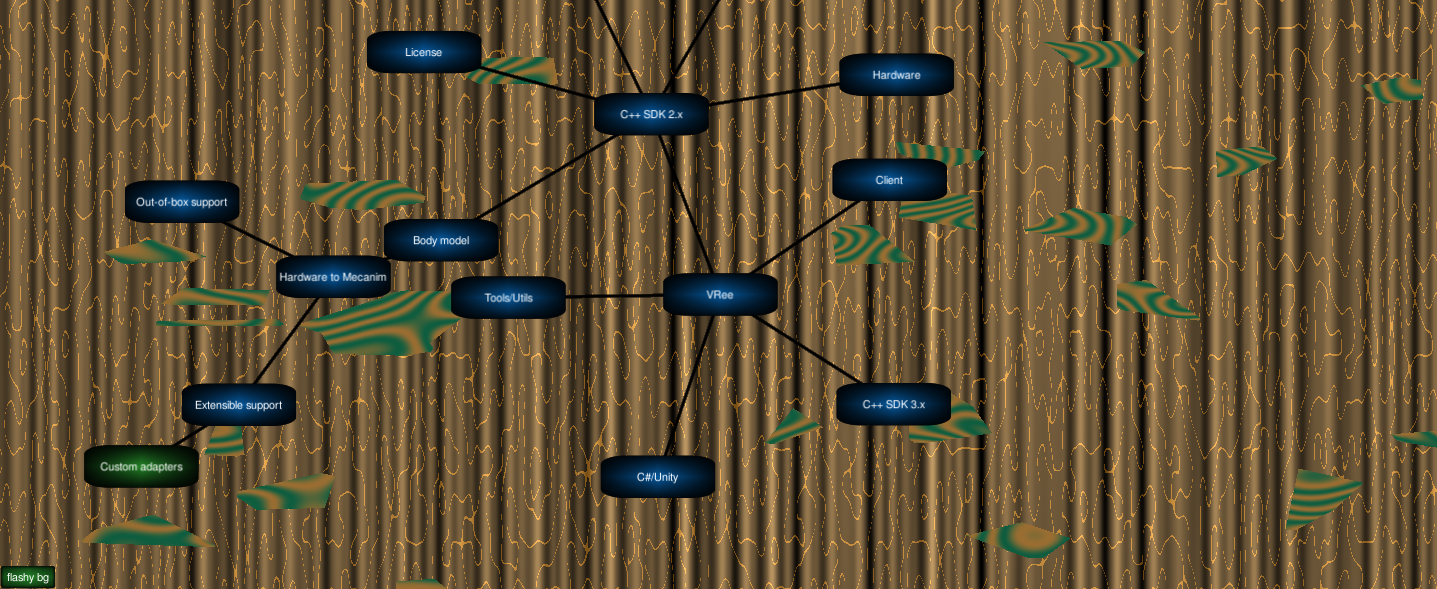 License
Hardware
C++ SDK 2.x
Client
Out-of-box support
Body model
Hardware to Mecanim
Tools/Utils
VRee
Extensible support
C++ SDK 3.x
Custom adapters
C#/Unity
flashy bg